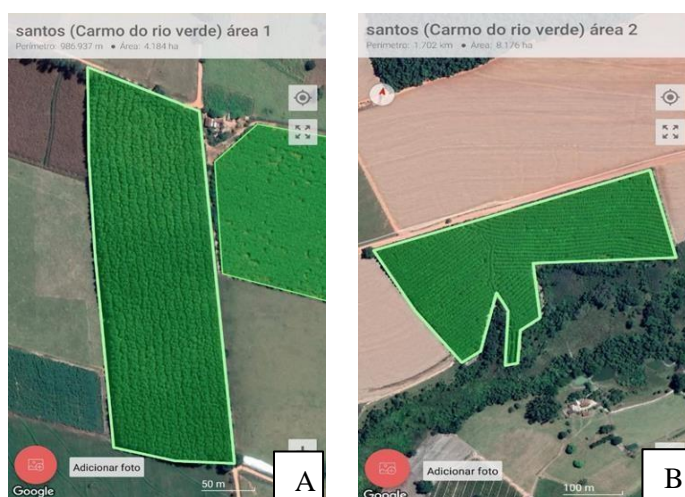 santos (Carmo do rio verde) área 1
Perímetro: 986.937 m • Área: 4.184 ha
Adicionar foto
Google
50 m
A
santos (Carmo do rio verde) área 2
Perímetro: 1.702 km • Área: 8.176 ha
Adicionar foto
Google
100 m
B